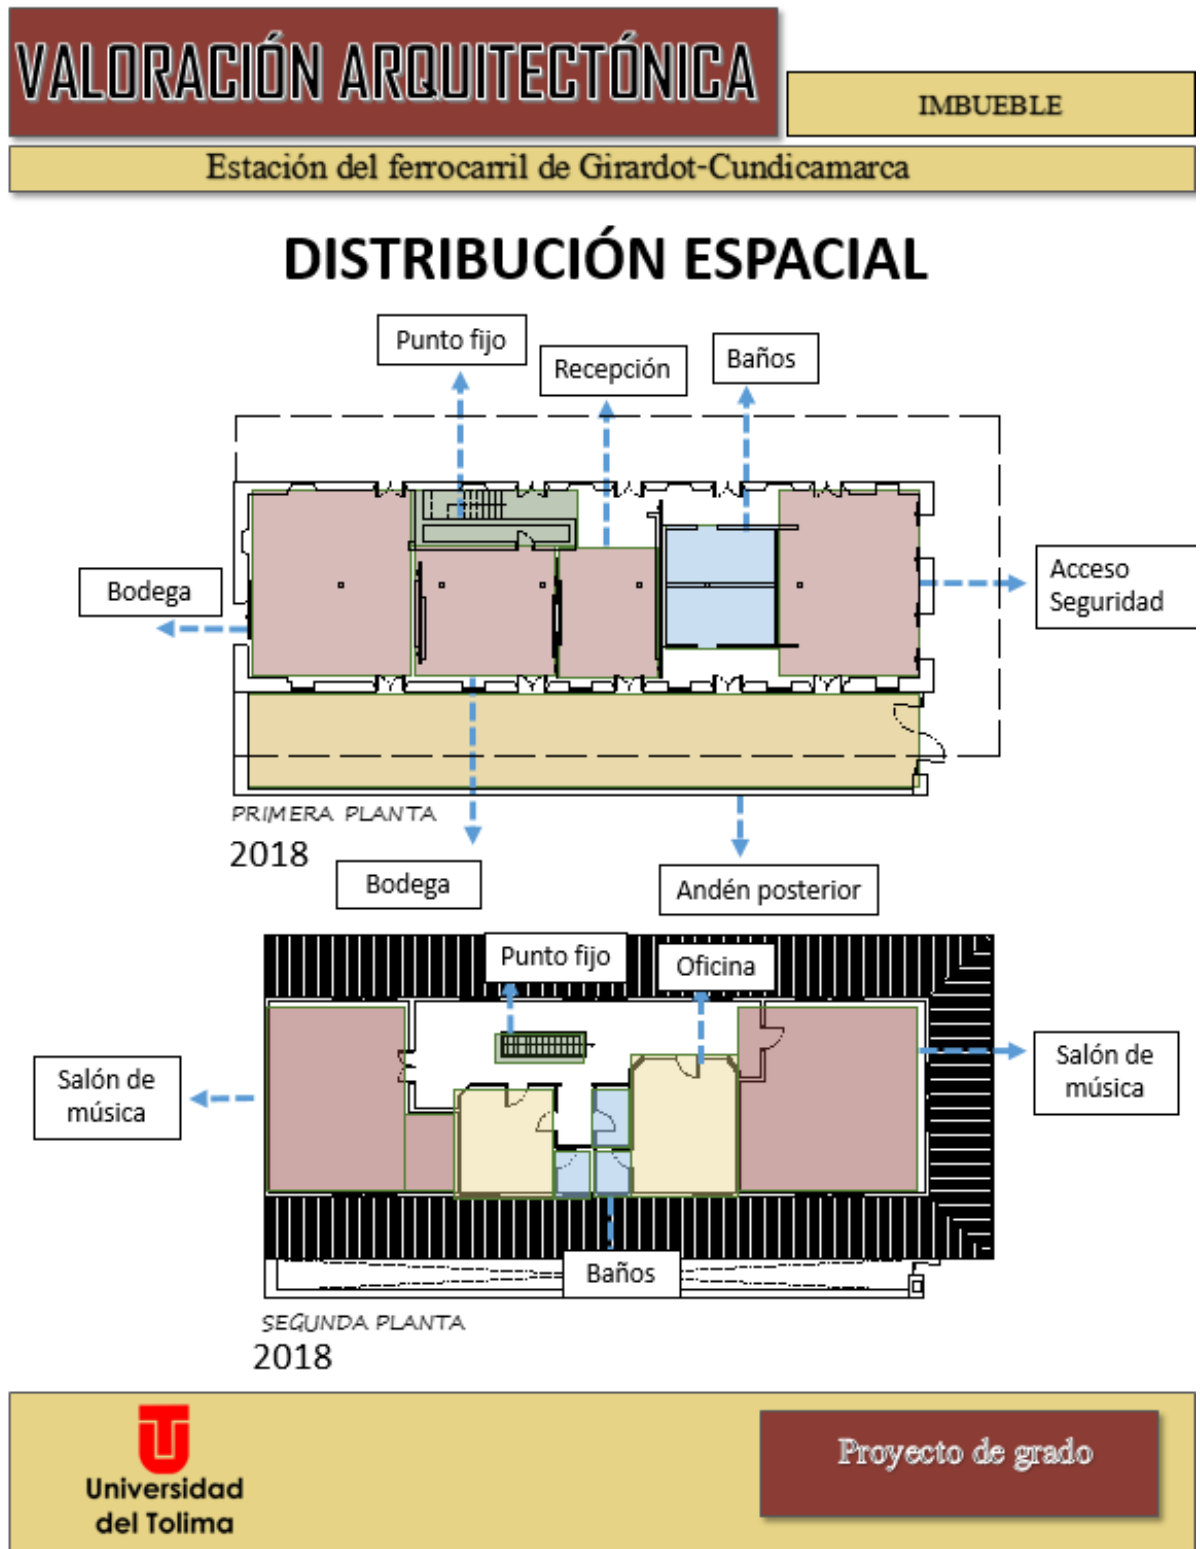 VALORACIÓN ARQUITECTÓNICA
IMBUEBLE
Estación del ferrocarril de Girardot-Cundicamarca
DISTRIBUCIÓN ESPACIAL
Punto fijo
Recepción
Baños
Bodega
Acceso
Seguridad
PRIMERA PLANTA
2018
Bodega
Andén posterior
Punto fijo
Oficina
Salón de
música
Salón de
música
Baños
SEGUNDA PLANTA
2018
Universidad
del Tolima
Proyecto de grado